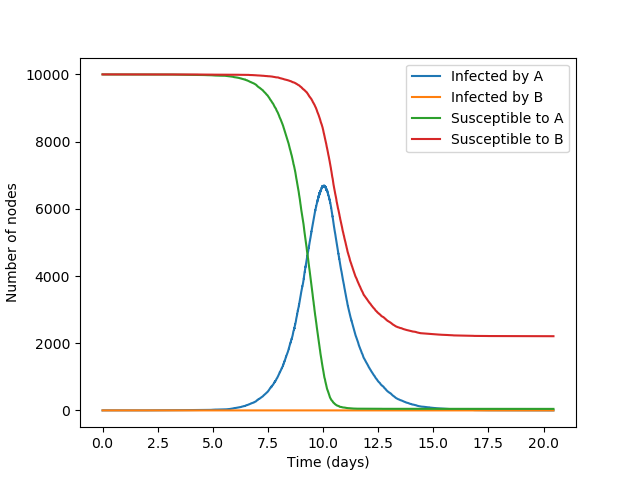 Infected by A
Infected by B
Susceptible to A
Susceptible to B
Number of nodes
10000
8000
6000
4000
2000
0
0.0 2.5 5.0 7.5 10.0 12.5 15.0 17.5 20.0
Time (days)